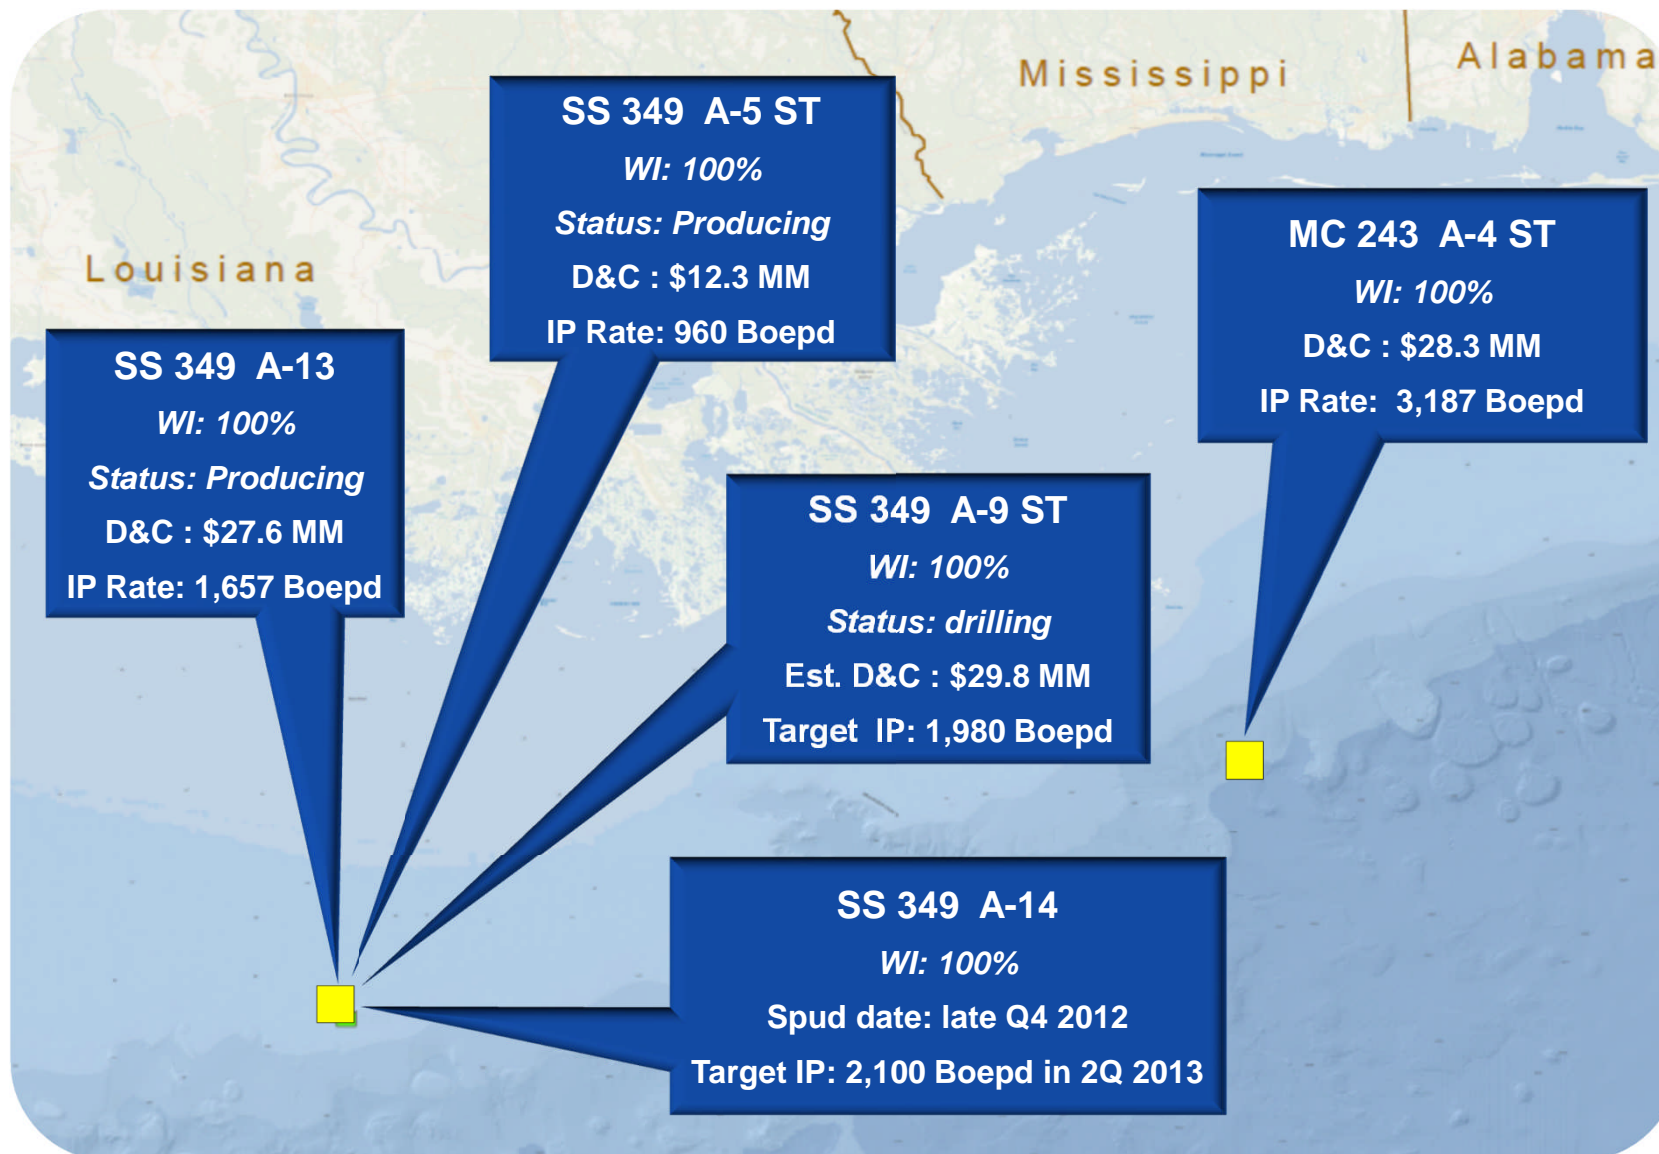 Mississippi
Alabama
Louisiana
SS 349 A-5 ST
WI: 100%
Status: Producing
D&C : $12.3 MM
IP Rate: 960 Boepd
MC 243 A-4 ST
WI: 100%
D&C : $28.3 MM
IP Rate: 3,187 Boepd
SS 349 A-13
WI: 100%
Status: Producing
D&C : $27.6 MM
IP Rate: 1,657 Boepd
SS 349 A-9 ST
WI: 100%
Status: drilling
Est. D&C : $29.8 MM
Target IP: 1,980 Boepd
SS 349 A-14
WI: 100%
Spud date: late Q4 2012
Target IP: 2,100 Boepd in 2Q 2013